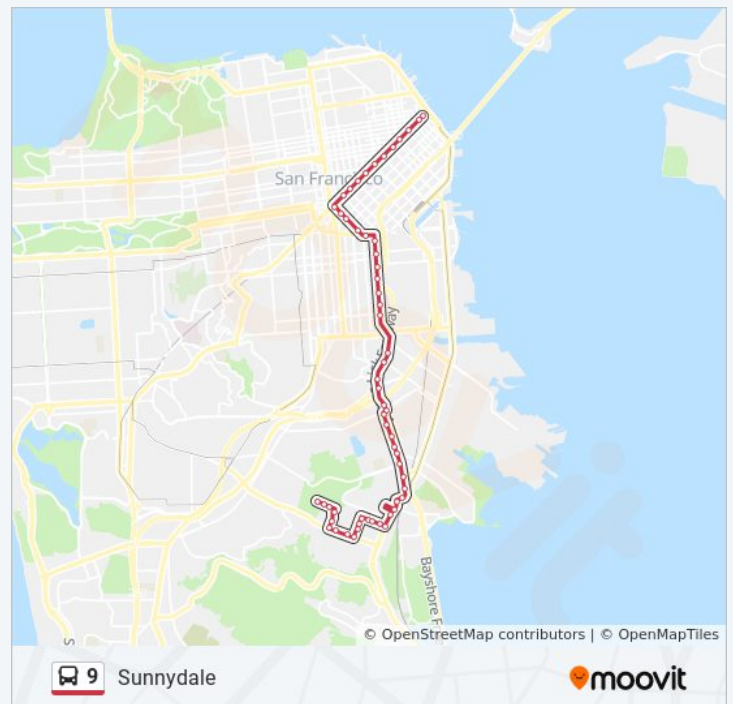 San Francisco
Bayshore F
S
© OpenStreetMap contributors | © OpenMapTiles
9 Sunnydale
moovit